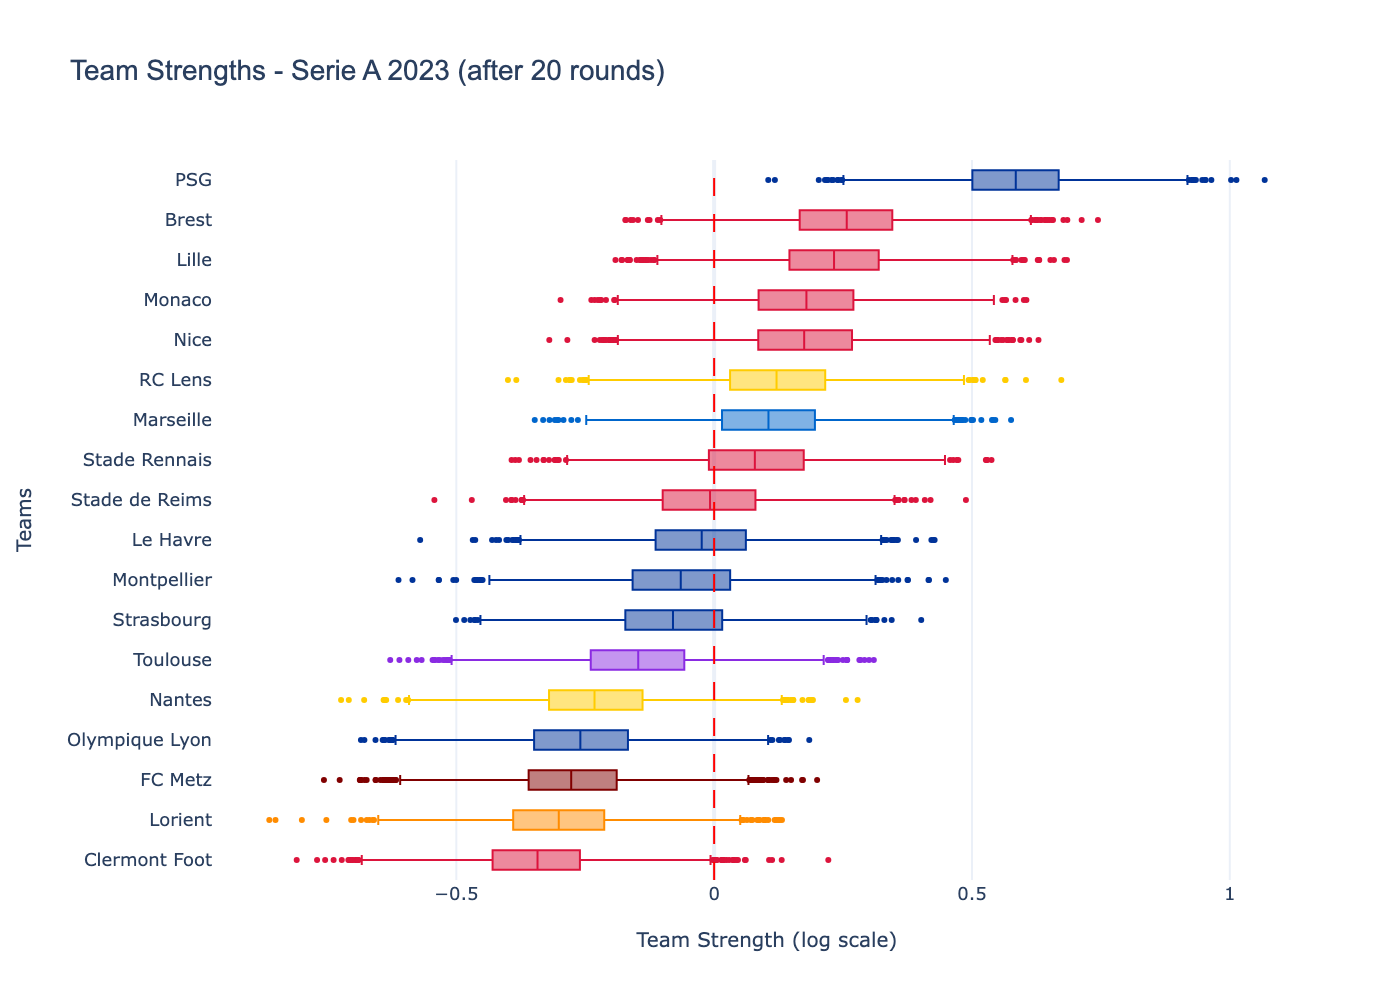 Team Strengths - Serie A 2023 (after 20 rounds)
PSG
Brest
Lille
Monaco
Nice
RC Lens
Marseille
Stade Rennais
Stade de Reims
Le Havre
Montpellier
Strasbourg
Toulouse
Nantes
Olympique Lyon
FC Metz
Lorient
Clermont Foot
Teams
−0.5 0 0.5 1
Team Strength (log scale)